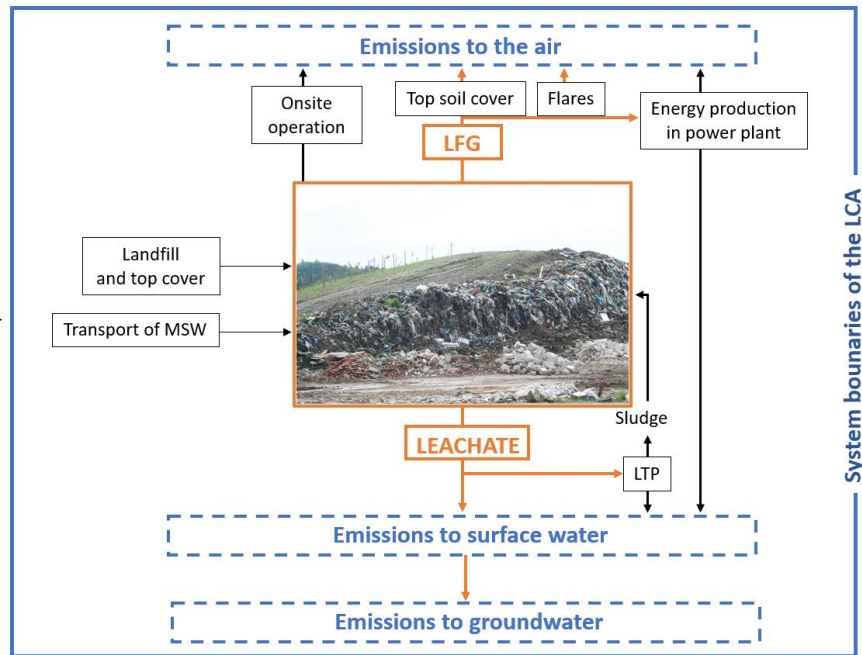 Emissions to the air
Onsite
operation
Top soil cover
Flares
Energy production
in power plant
LFG
Landfill
and top cover
Transport of MSW
Sludge
LEACHATE
LTP
Emissions to surface water
Emissions to groundwater
System bounaries of the LCA